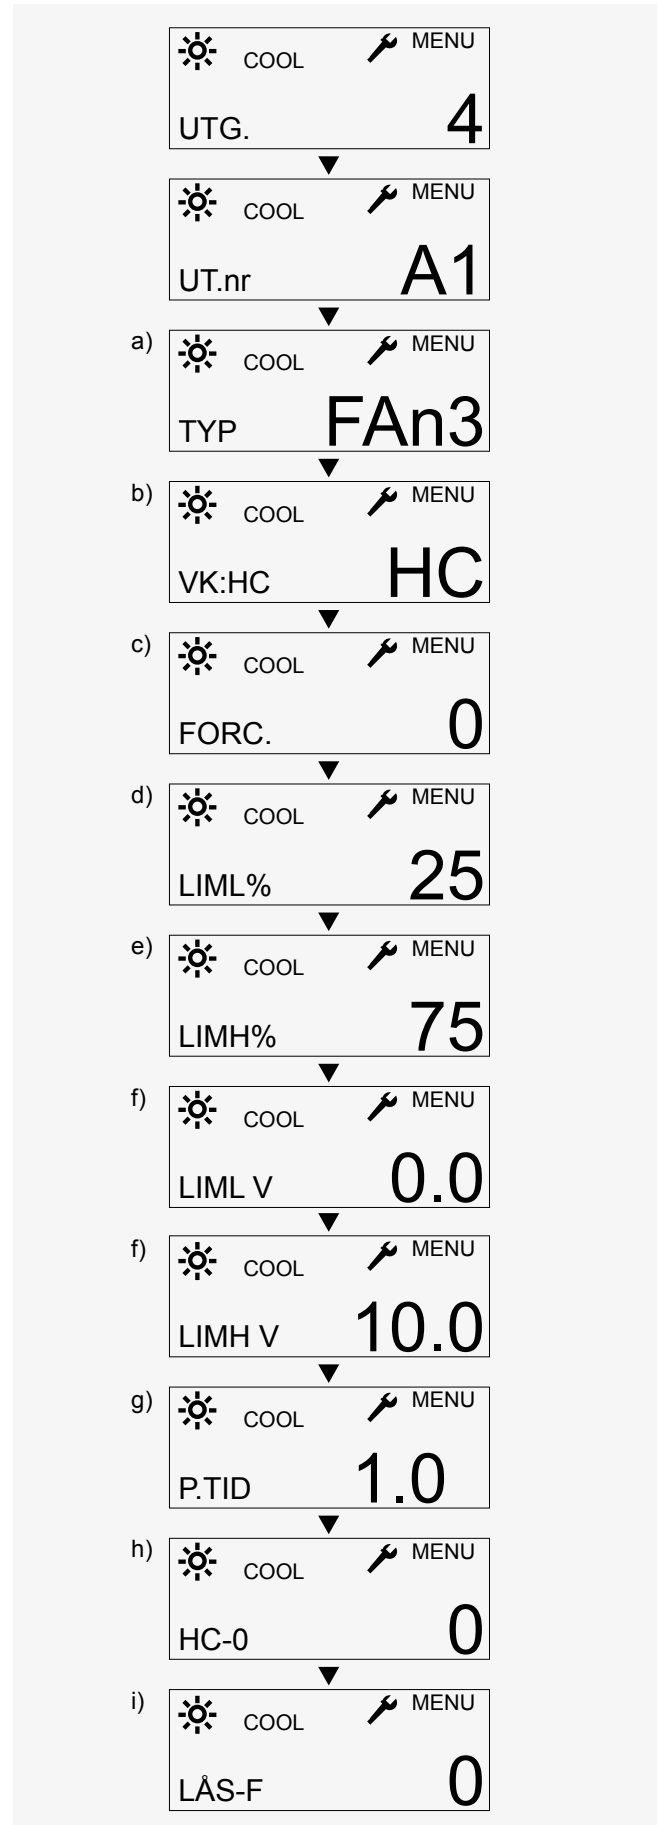 COOL MENU
UTG. 4
COOL MENU
UT.nr A1
a) COOL MENU
TYP FAn3
b) COOL MENU
VK:HC HC
c) COOL MENU
FORC. 0
d) COOL MENU
LIML% 25
e) COOL MENU
LIMH% 75
f) COOL MENU
LIML V 0.0
f) COOL MENU
LIMH V 10.0
g) COOL MENU
P.TID 1.0
h) COOL MENU
HC-0 0
i) COOL MENU
LÅS-F 0